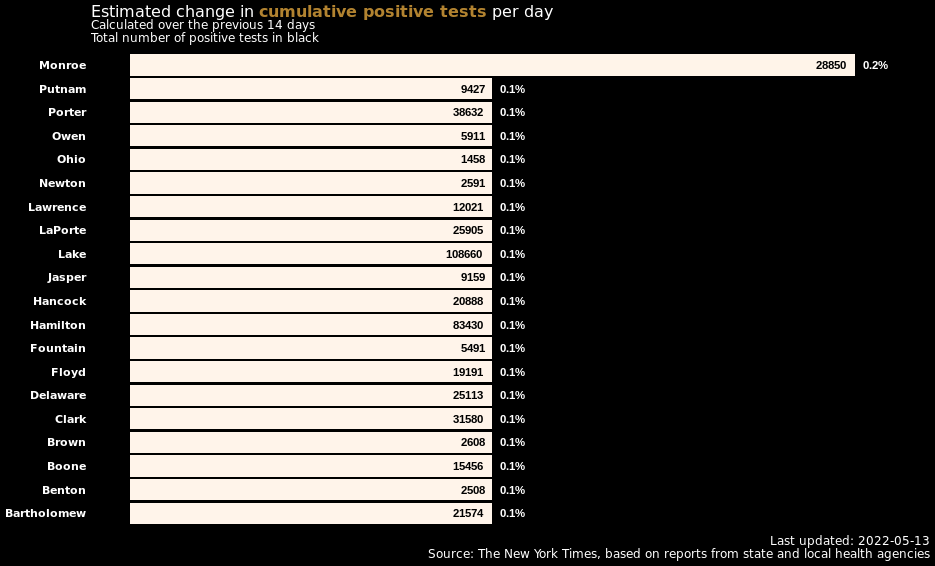 Estimated change in cumulative positive tests per day
Calculated over the previous 14 days
Total number of positive tests in black
Monroe 28850 0.2%
Putnam 9427 0.1%
Porter 38632 0.1%
Owen 5911 0.1%
Ohio 1458 0.1%
Newton 2591 0.1%
Lawrence 12021 0.1%
LaPorte 25905 0.1%
Lake 108660 0.1%
Jasper 9159 0.1%
Hancock 20888 0.1%
Hamilton 83430 0.1%
Fountain 5491 0.1%
Floyd 19191 0.1%
Delaware 25113 0.1%
Clark 31580 0.1%
Brown 2608 0.1%
Boone 15456 0.1%
Benton 2508 0.1%
Bartholomew 21574 0.1%
Last updated: 2022-05-13
Source: The New York Times, based on reports from state and local health agencies